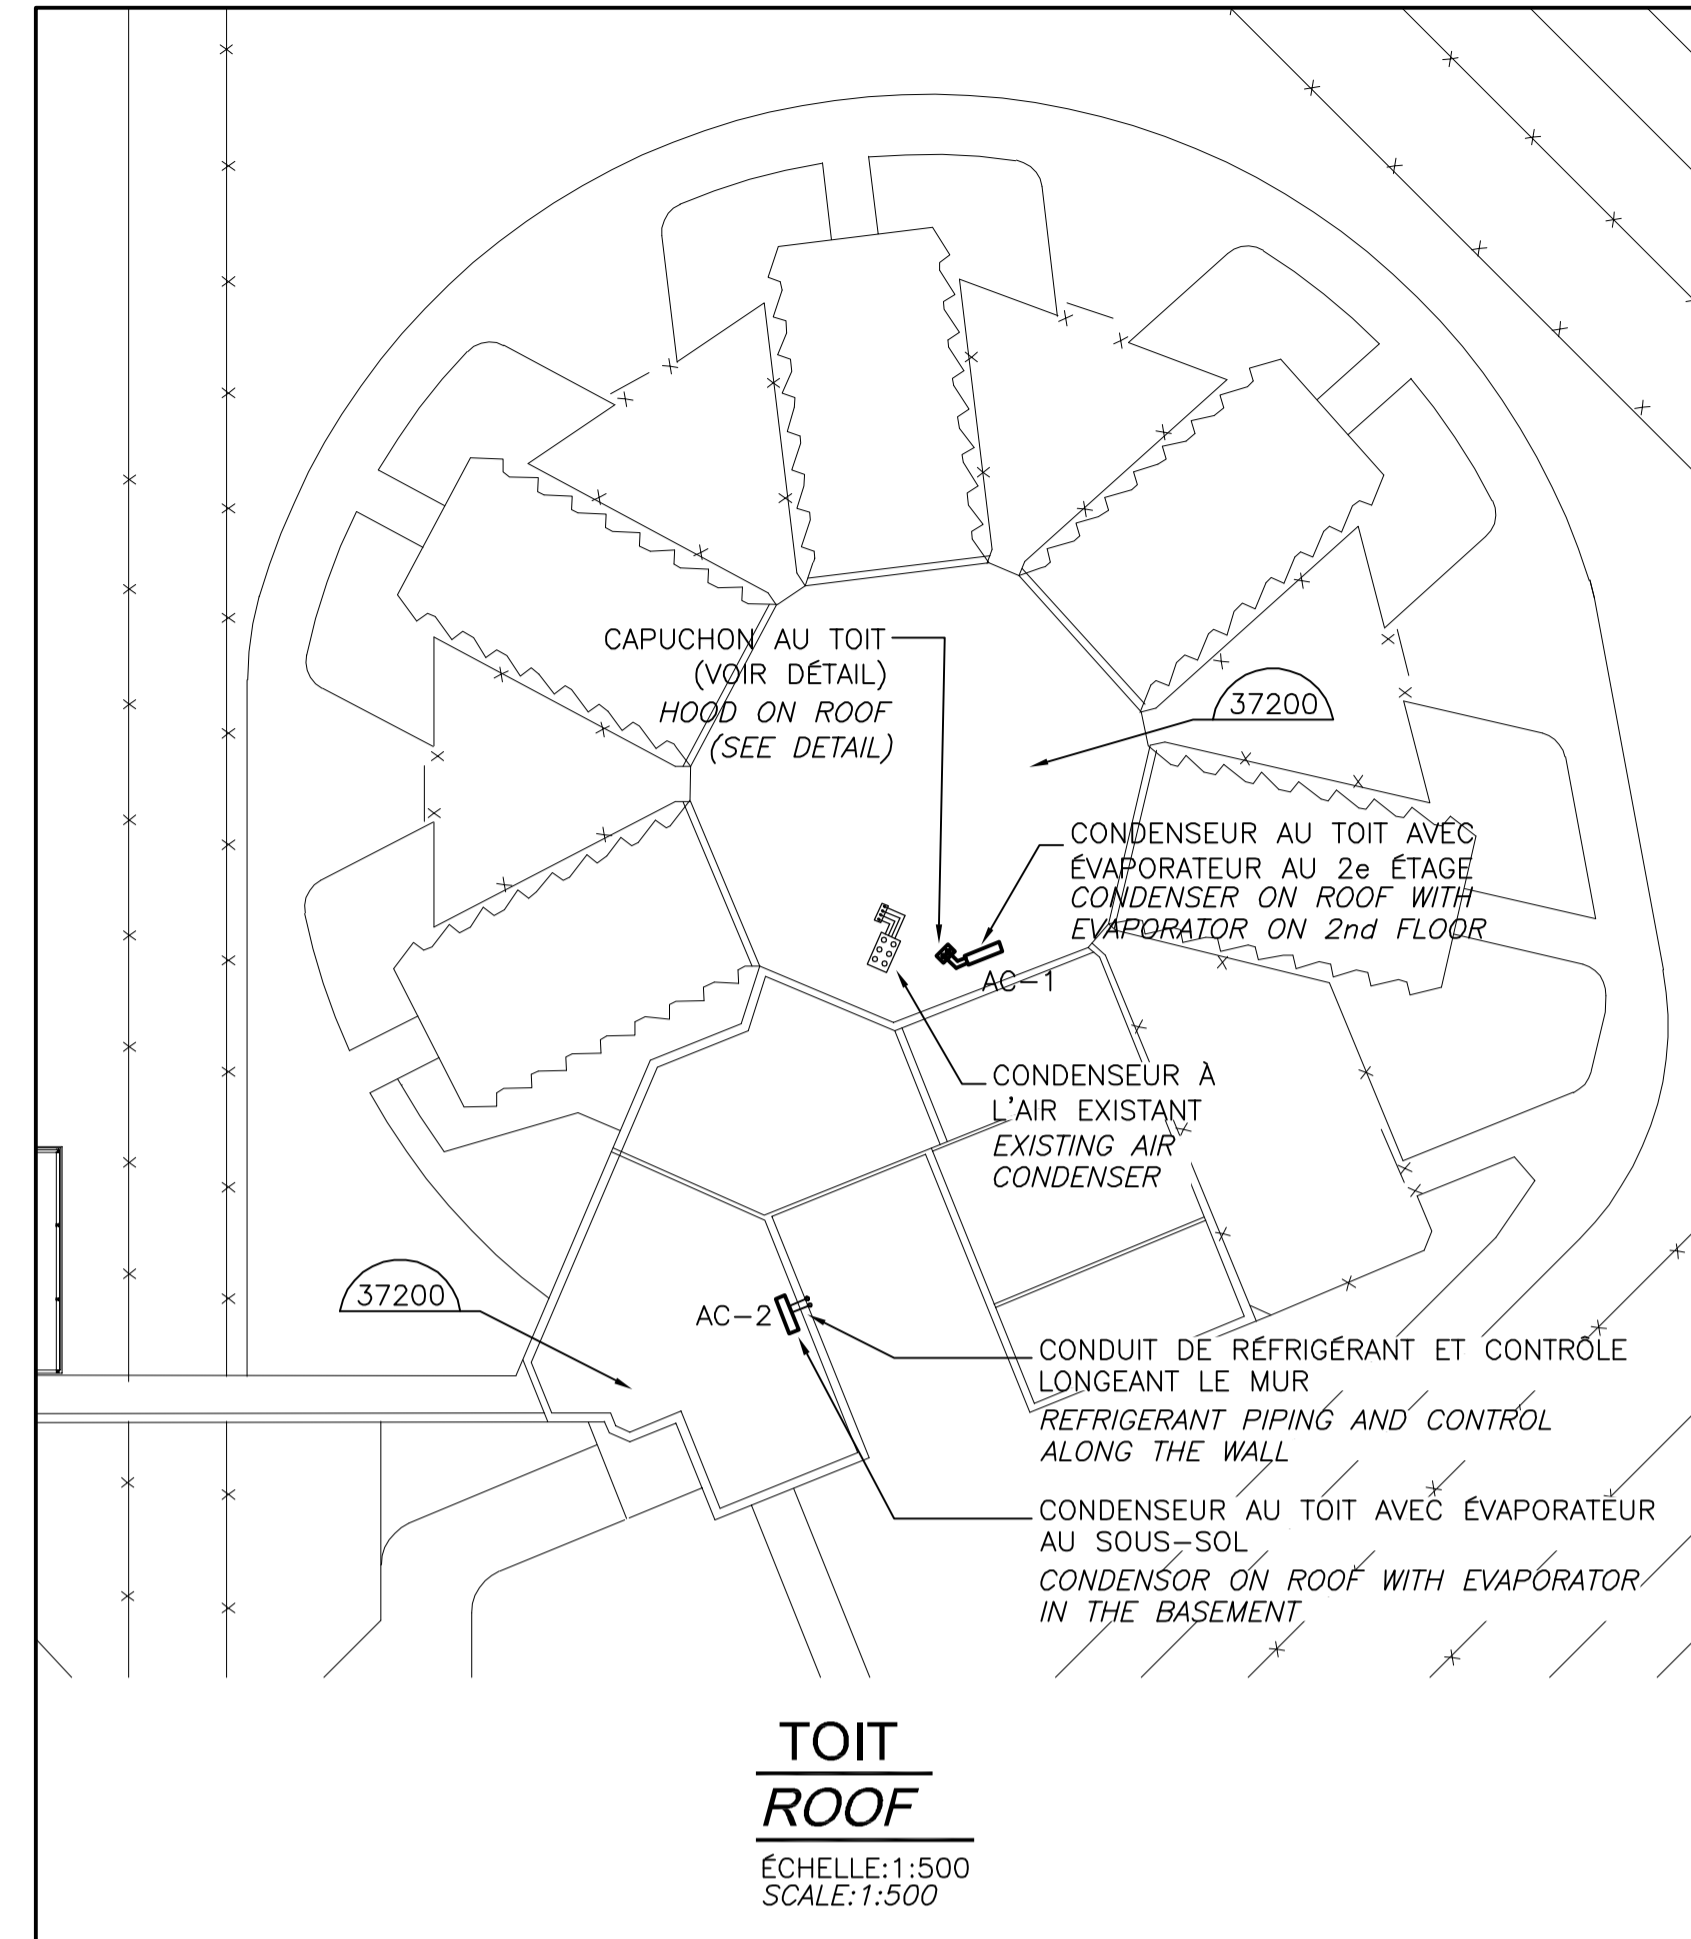 CAPUCHON AU TOIT
(VOIR DÉTAIL)
HOOD ON ROOF
(SEE DETAIL)
37200
CONDENSEUR AU TOIT AVEC
ÉVAPORATEUR AU 2e ÉTAGE
CONDENSER ON ROOF WITH
EVAPORATOR ON 2nd FLOOR
AC-1
CONDENSEUR À
L'AIR EXISTANT
EXISTING AIR
CONDENSER
37200
AC-2
CONDUIT DE RÉFRIGÉRANT ET CONTRÔLE
LONGEANT LE MUR
REFRIGERANT PIPING AND CONTROL
ALONG THE WALL
CONDENSEUR AU TOIT AVEC ÉVAPORATEUR
AU SOUS-SOL
CONDENSOR ON ROOF WITH EVAPORATOR
IN THE BASEMENT
TOIT
ROOF
ÉCHELLE:1:500
SCALE:1:500